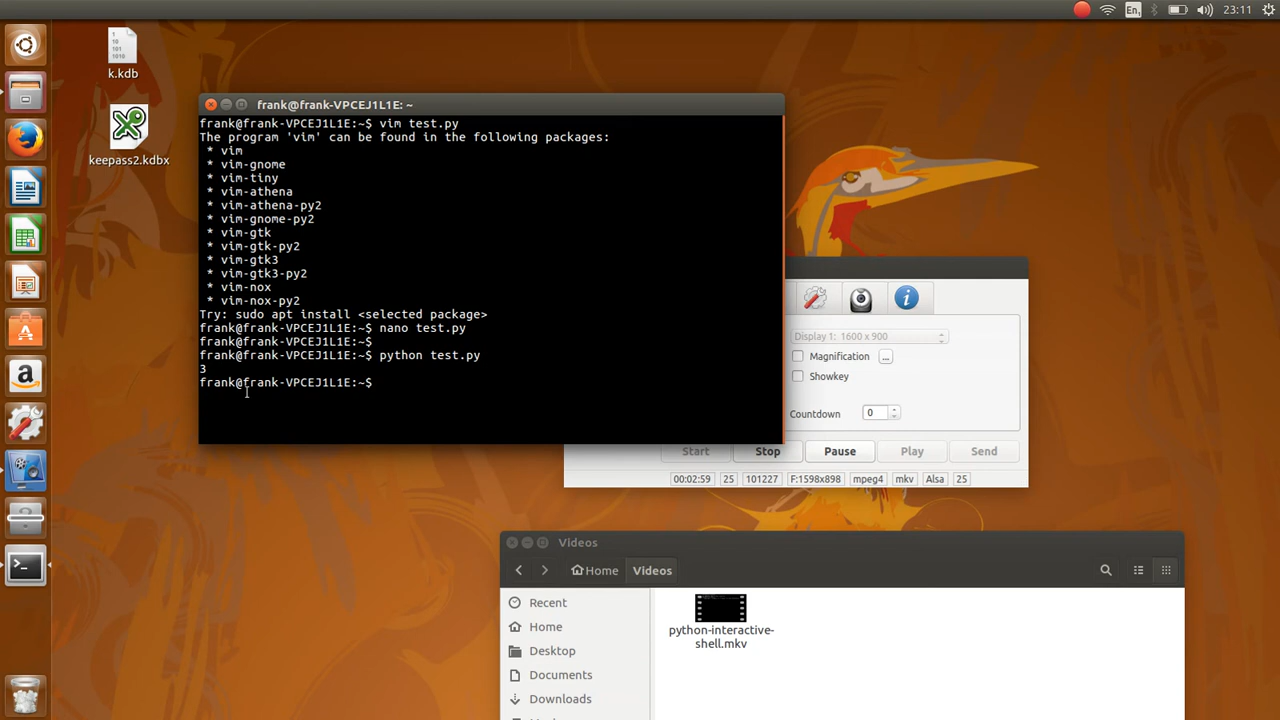 En1
23:11
1
10
101
1010
k.kdb
keepass2.kdbx
frank@frank-VPCEJ1L1E: ~
frank@frank-VPCEJ1L1E:~$ vim test.py
The program 'vim' can be found in the following packages:
* vim
* vim-gnome
* vim-tiny
* vim-athena
* vim-athena-py2
* vim-gnome-py2
* vim-gtk
* vim-gtk-py2
* vim-gtk3
* vim-gtk3-py2
* vim-nox
* vim-nox-py2
Try: sudo apt install <selected package>
frank@frank-VPCEJ1L1E:~$ nano test.py
frank@frank-VPCEJ1L1E:~$
frank@frank-VPCEJ1L1E:~$ python test.py
3
frank@frank-VPCEJ1L1E:~$
Display 1: 1600 x 900
Magnification ...
Showkey
Countdown 0
Start Stop Pause Play Send
00:02:59 25 101227 F:1598x898 mpeg4 mkv Alsa 25
Videos
Home Videos
Recent
Home
Desktop
Documents
Downloads
python-interactive-
shell.mkv